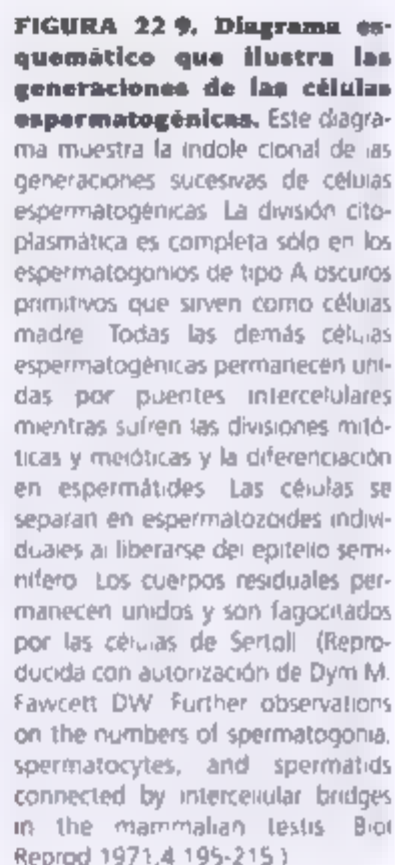 FIGURA 22 9. Diagrama es-
quemático que ilustra las
generaciones de las células
espermatogénicas. Este diagra-
ma muestra la índole clonal de las
generaciones sucesivas de células
espermatogénicas La división cito-
plasmática es completa sólo en los
espermatogonios de tipo A oscuros
primitivos que sirven como células
madre Todas las demás células
espermatogénicas permanecen uni-
das por puentes intercelulares
mientras sufren las divisiones mitó-
ticas y meióticas y la diferenciación
en espermátides Las células se
separan en espermatozoides indivi-
duales al liberarse del epitelio semi-
nífero Los cuerpos residuales per-
manecen unidos y son fagocitados
por las células de Sertoli (Repro-
ducida con autorización de Dym M.
Fawcett DW Further observations
on the numbers of spermatogonia,
spermatocytes, and spermatids
connected by intercellular bridges
in the mammalian testis Biol
Reprod 1971,4 195-215 )